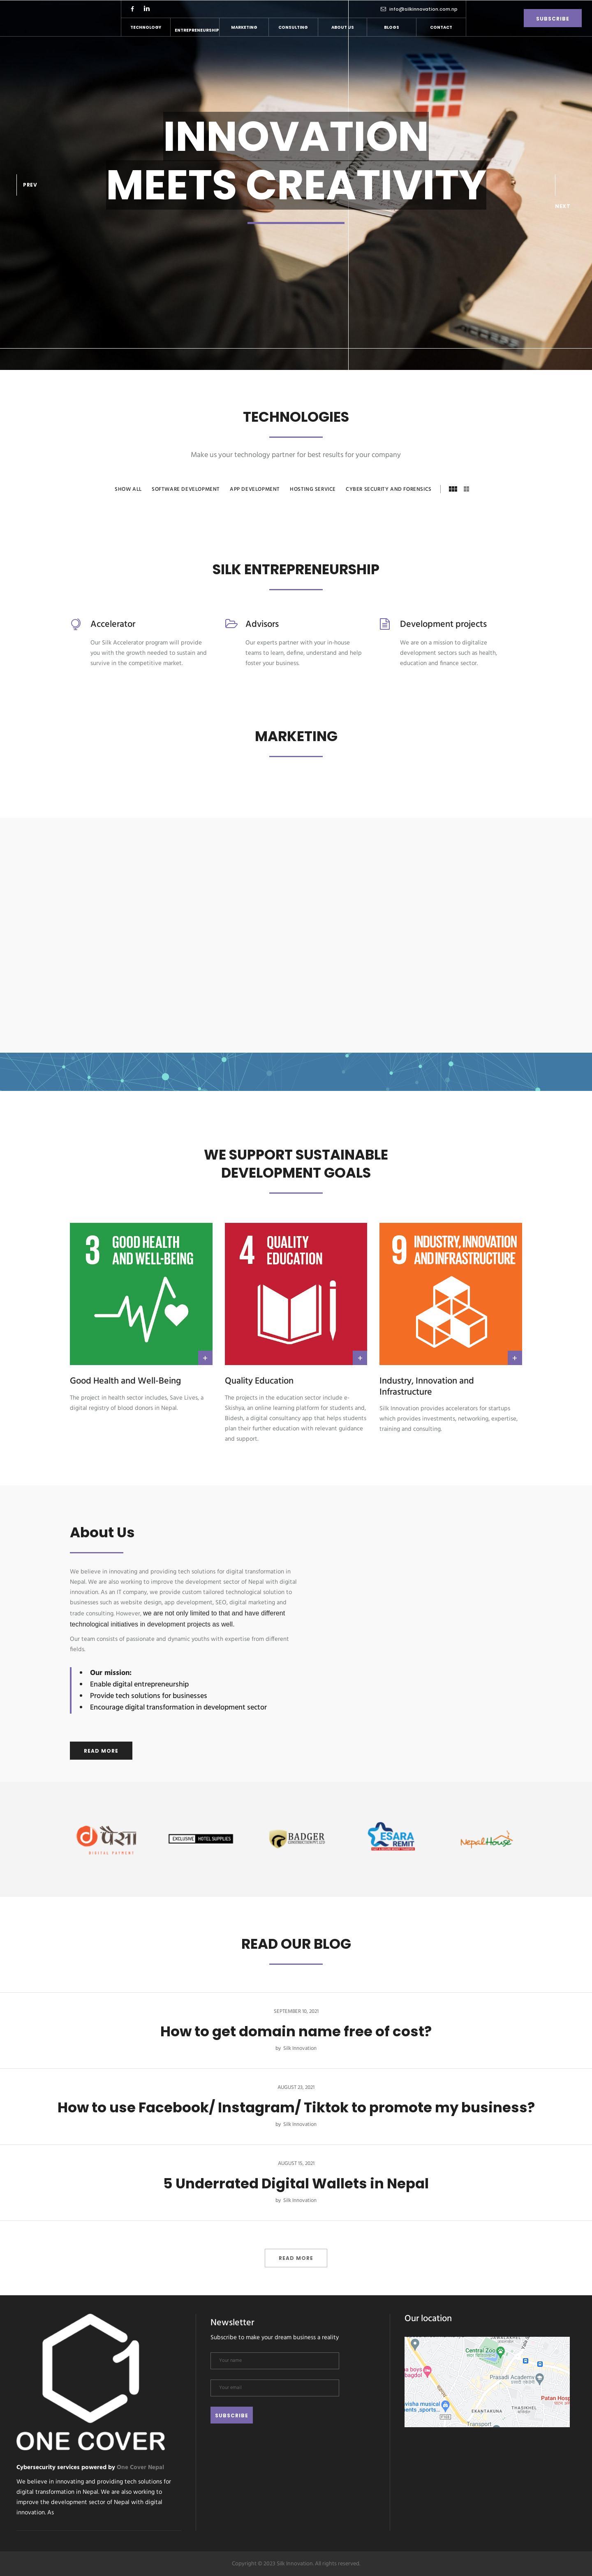 info@silkinnovation.com.np
SUBSCRIBE
TECHNOLOGY
ENTREPRENEURSHIP
MARKETING
CONSULTING
ABOUT US
BLOGS
CONTACT
INNOVATION
MEETS CREATIVITY
PREV
NEXT
TECHNOLOGIES
Make us your technology partner for best results for your company
SHOW ALL
SOFTWARE DEVELOPMENT
APP DEVELOPMENT
HOSTING SERVICE
CYBER SECURITY AND FORENSICS
SILK ENTREPRENEURSHIP
Accelerator
Our Silk Accelerator program will provide
you with the growth needed to sustain and
survive in the competitive market.
Advisors
Our experts partner with your in-house
teams to learn, define, understand and help
foster your business.
Development projects
We are on a mission to digitalize
development sectors such as health,
education and finance sector.
MARKETING
WE SUPPORT SUSTAINABLE
DEVELOPMENT GOALS
3 GOOD HEALTH
AND WELL-BEING
4 QUALITY
EDUCATION
9 INDUSTRY, INNOVATION
AND INFRASTRUCTURE
Good Health and Well-Being
The project in health sector includes, Save Lives, a
digital registry of blood donors in Nepal.
Quality Education
The projects in the education sector include e-
Skishya, an online learning platform for students and,
Bidesh, a digital consultancy app that helps students
plan their further education with relevant guidance
and support.
Industry, Innovation and
Infrastructure
Silk Innovation provides accelerators for startups
which provides investments, networking, expertise,
training and consulting.
About Us
We believe in innovating and providing tech solutions for digital transformation in
Nepal. We are also working to improve the development sector of Nepal with digital
innovation. As an IT company, we provide custom tailored technological solution to
businesses such as website design, app development, SEO, digital marketing and
trade consulting. However, we are not only limited to that and have different
technological initiatives in development projects as well.
Our team consists of passionate and dynamic youths with expertise from different
fields.
Our mission:
Enable digital entrepreneurship
Provide tech solutions for businesses
Encourage digital transformation in development sector
READ MORE
पैसा
DIGITAL PAYMENT
EXCLUSIVE HOTEL SUPPLIES
BADGER
ESARA
REMIT
Nepal House
READ OUR BLOG
SEPTEMBER 10, 2021
How to get domain name free of cost?
by Silk Innovation
AUGUST 23, 2021
How to use Facebook/ Instagram/ Tiktok to promote my business?
by Silk Innovation
AUGUST 15, 2021
5 Underrated Digital Wallets in Nepal
by Silk Innovation
READ MORE
ONE COVER
Cybersecurity services powered by One Cover Nepal
We believe in innovating and providing tech solutions for
digital transformation in Nepal. We are also working to
improve the development sector of Nepal with digital
innovation. As
Newsletter
Subscribe to make your dream business a reality
Your name
Your email
SUBSCRIBE
Our location
Central Zoo
Prasadi Academy
Patan Hosp
EKANTAKUNA
THASIKHEL
Transport
Copyright © 2023 Silk Innovation. All rights reserved.